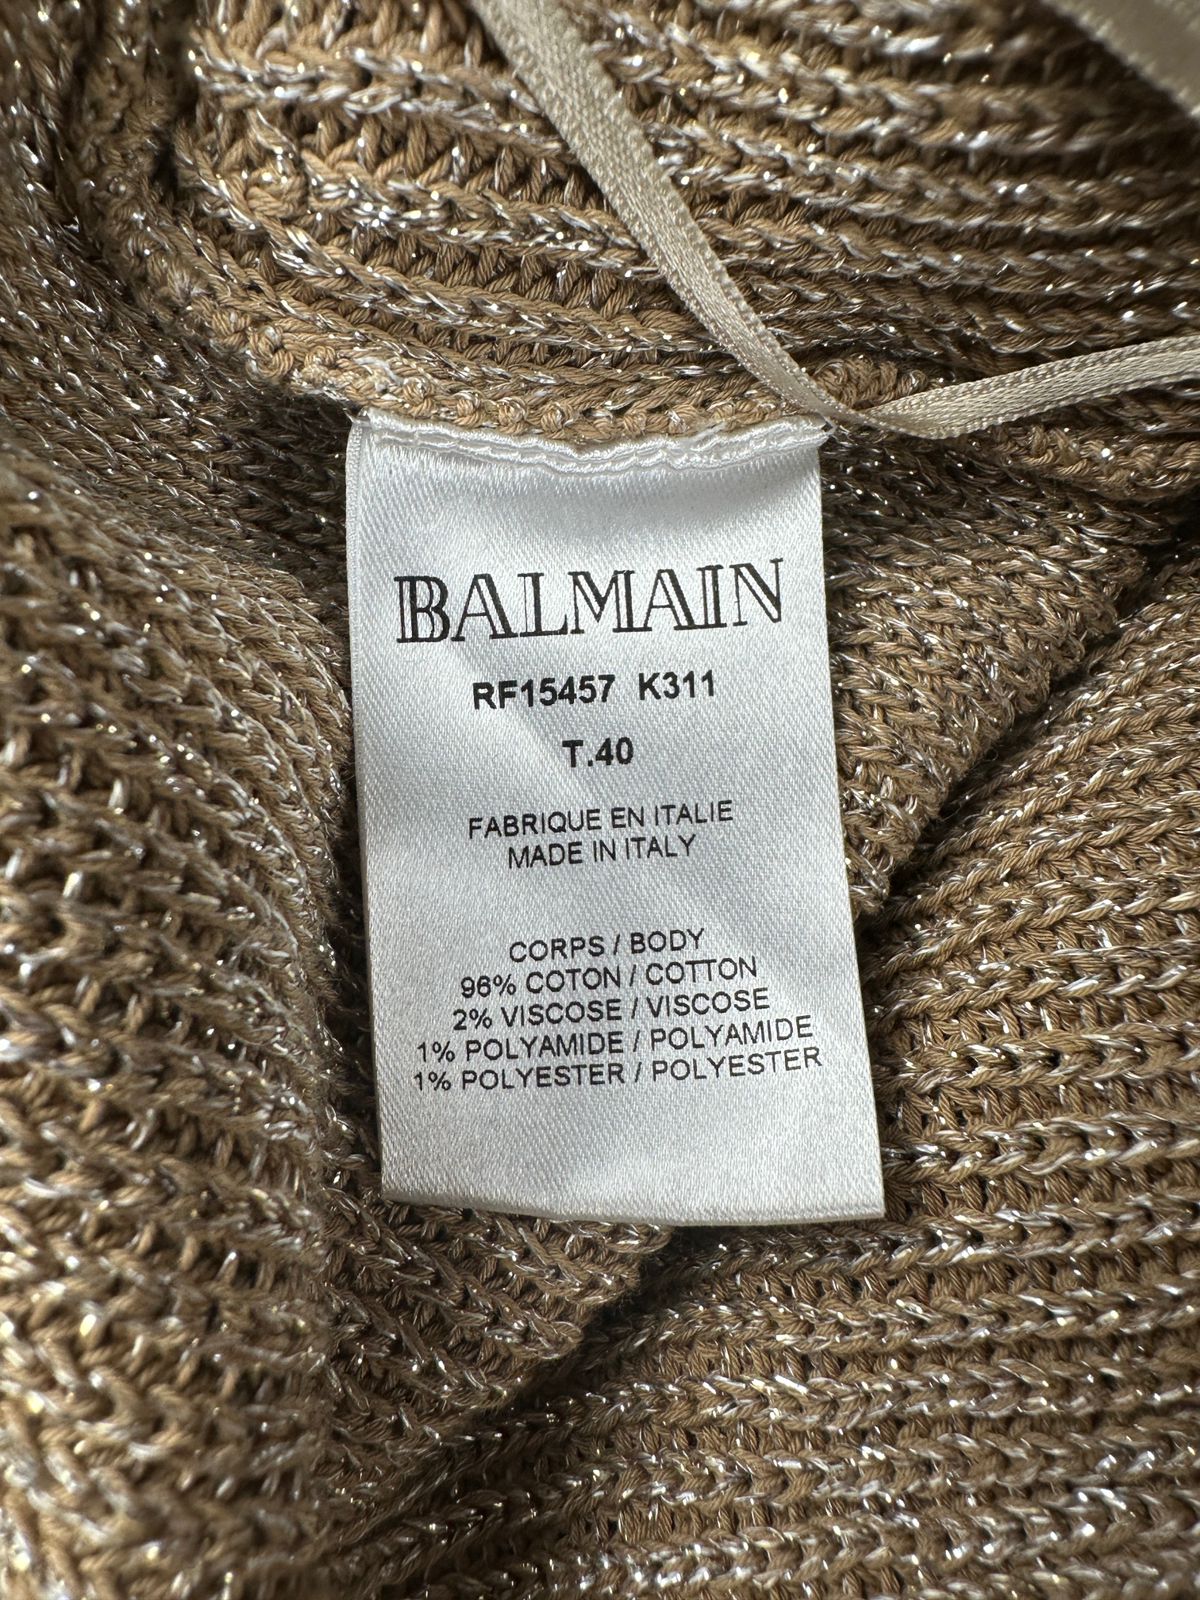 BALMAIN
RF15457 K311
T.40
FABRIQUE EN ITALIE
MADE IN ITALY
CORPS / BODY
96% COTON / COTTON
2% VISCOSE / VISCOSE
1% POLYAMIDE / POLYAMIDE
1% POLYESTER / POLYESTER